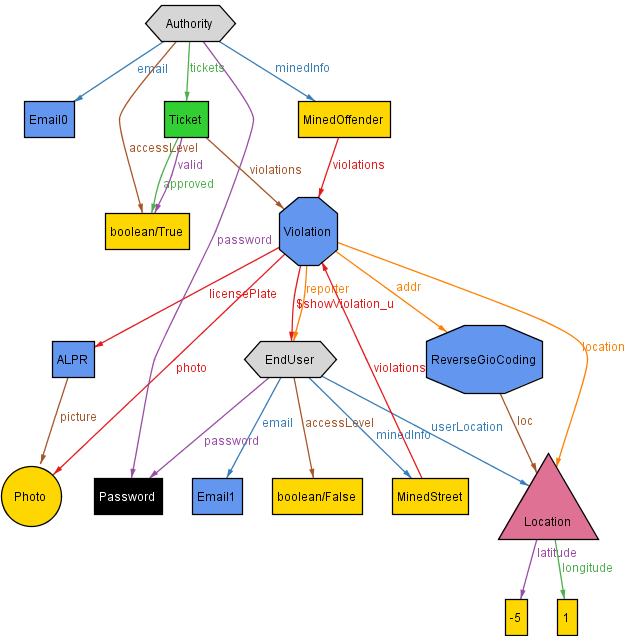 Authority
email
tickets
minedInfo
Email0
Ticket
MinedOffender
accessLevel
valid
approved
violations
violations
boolean/True
password
Violation
licensePlate
reporter
$showViolation_u
addr
location
ALPR
photo
EndUser
violations
ReverseGioCoding
picture
password
email
accessLevel
minedInfo
userLocation
loc
Photo
Password
Email1
boolean/False
MinedStreet
Location
latitude
longitude
-5
1